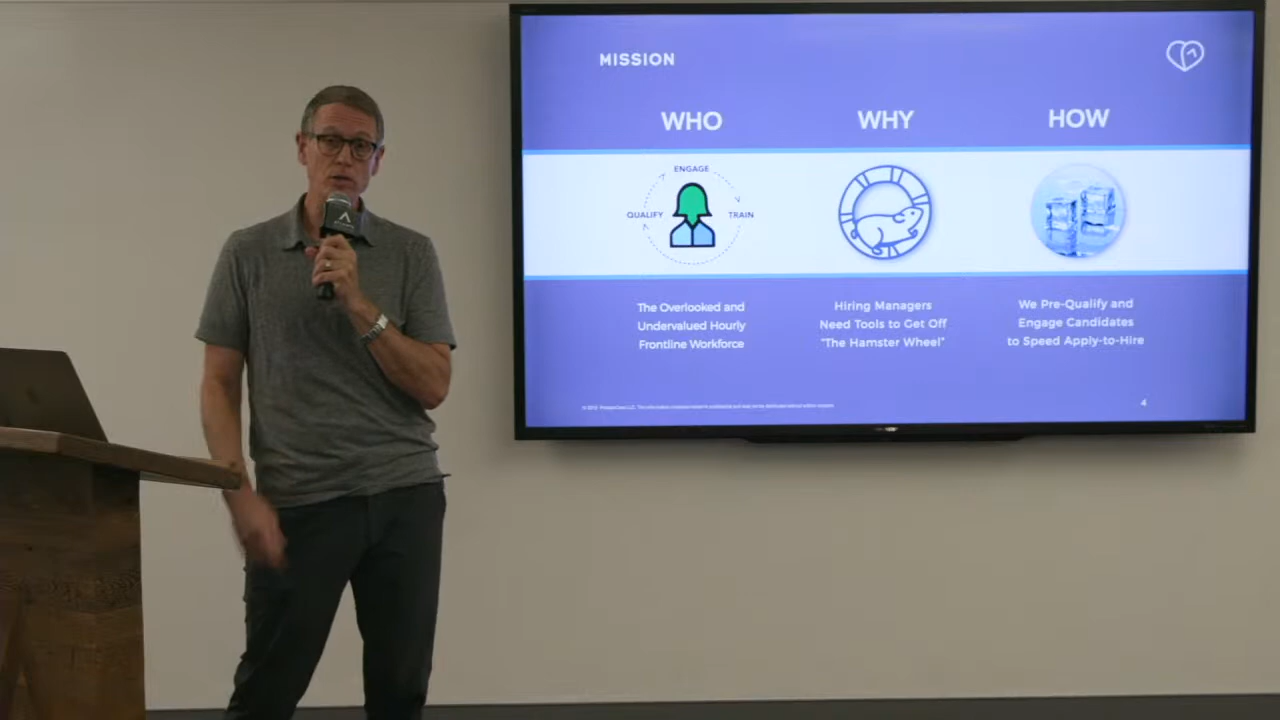 MISSION
WHO
WHY
HOW
ENGAGE
QUALIFY
TRAIN
The Overlooked and
Undervalued Hourly
Frontline Workforce
Hiring Managers
Need Tools to Get Off
"The Hamster Wheel"
We Pre-Qualify and
Engage Candidates
to Speed Apply-to-Hire
4